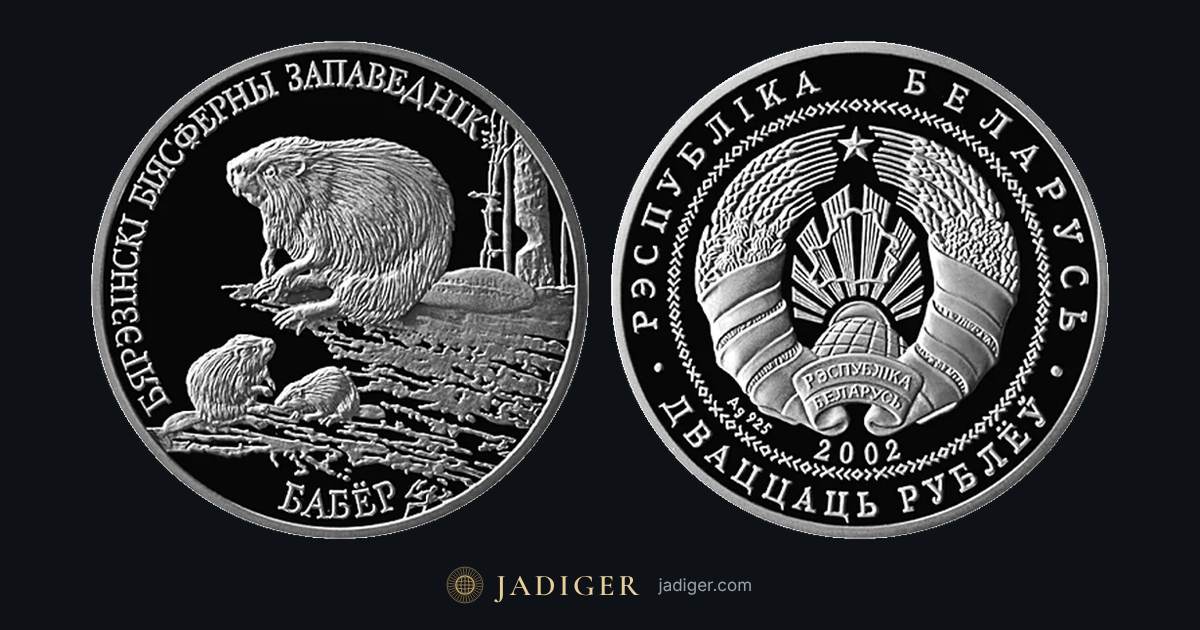 БЯРЭЗІНСКІ БІЯСФЕРНЫ ЗАПАВЕДНІК
БАБЁР
РЭСПУБЛІКА БЕЛАРУСЬ
РЭСПУБЛІКА
БЕЛАРУСЬ
Ag 925
2002
ДВАЦЦАЦЬ РУБЛЁЎ
JADIGER jadiger.com